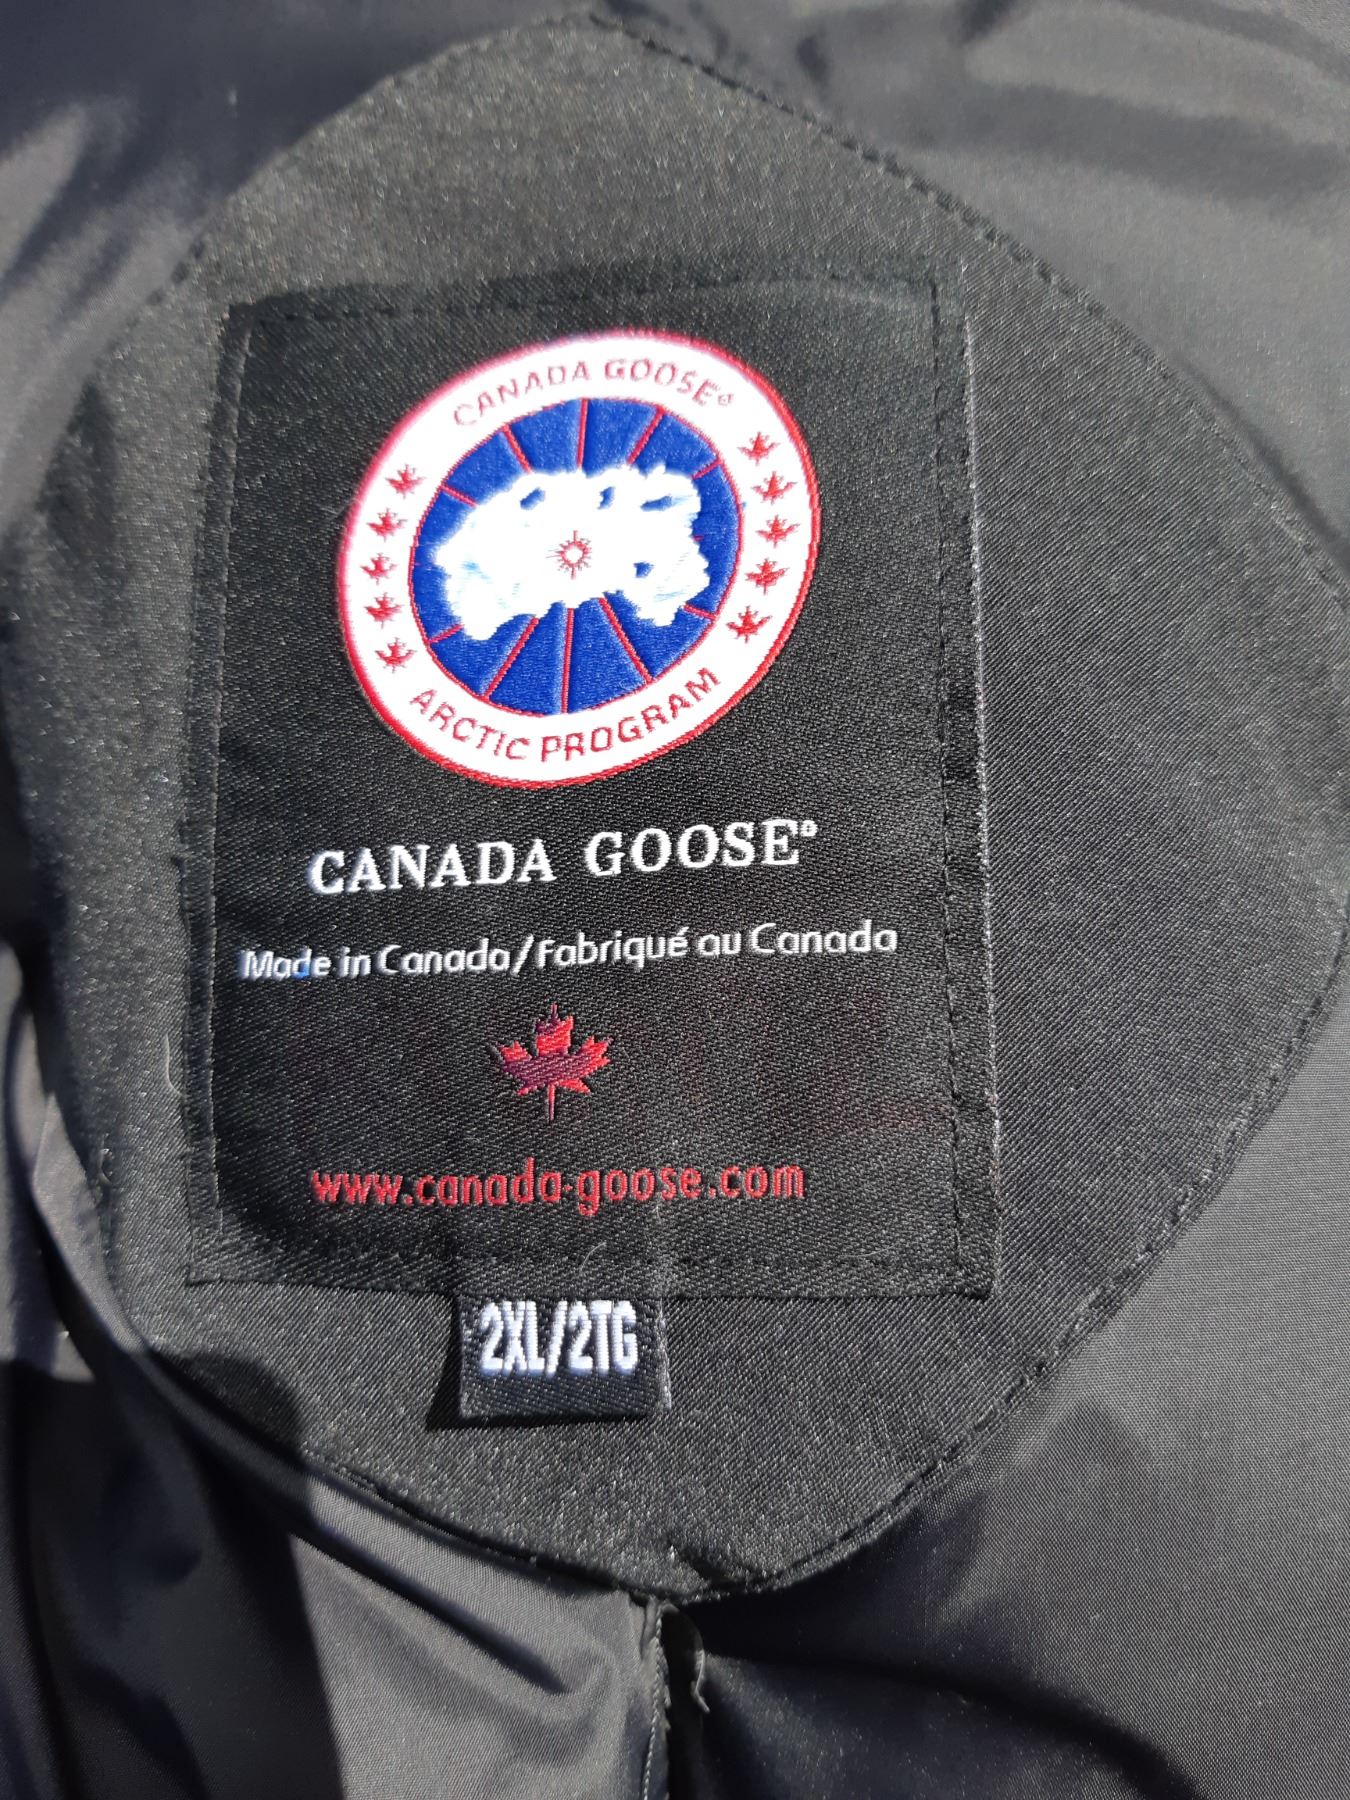 CANADA GOOSE®
ARCTIC PROGRAM
CANADA GOOSE®
Made in Canada/Fabriqué au Canada
www.canada-goose.com
2XL/2TG